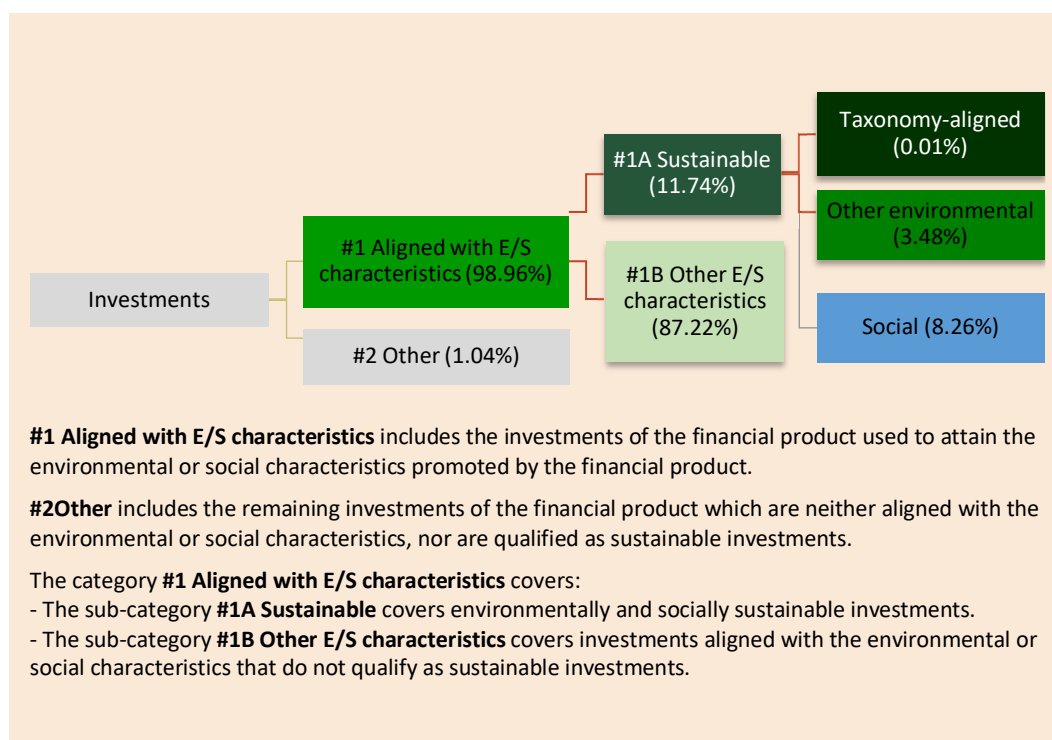 Taxonomy-aligned
(0.01%)
#1A Sustainable
(11.74%)
Other environmental
(3.48%)
#1 Aligned with E/S
characteristics (98.96%)
#1B Other E/S
characteristics
(87.22%)
Investments
Social (8.26%)
#2 Other (1.04%)
#1 Aligned with E/S characteristics includes the investments of the financial product used to attain the
environmental or social characteristics promoted by the financial product.
#2Other includes the remaining investments of the financial product which are neither aligned with the
environmental or social characteristics, nor are qualified as sustainable investments.
The category #1 Aligned with E/S characteristics covers:
- The sub-category #1A Sustainable covers environmentally and socially sustainable investments.
- The sub-category #1B Other E/S characteristics covers investments aligned with the environmental or
social characteristics that do not qualify as sustainable investments.